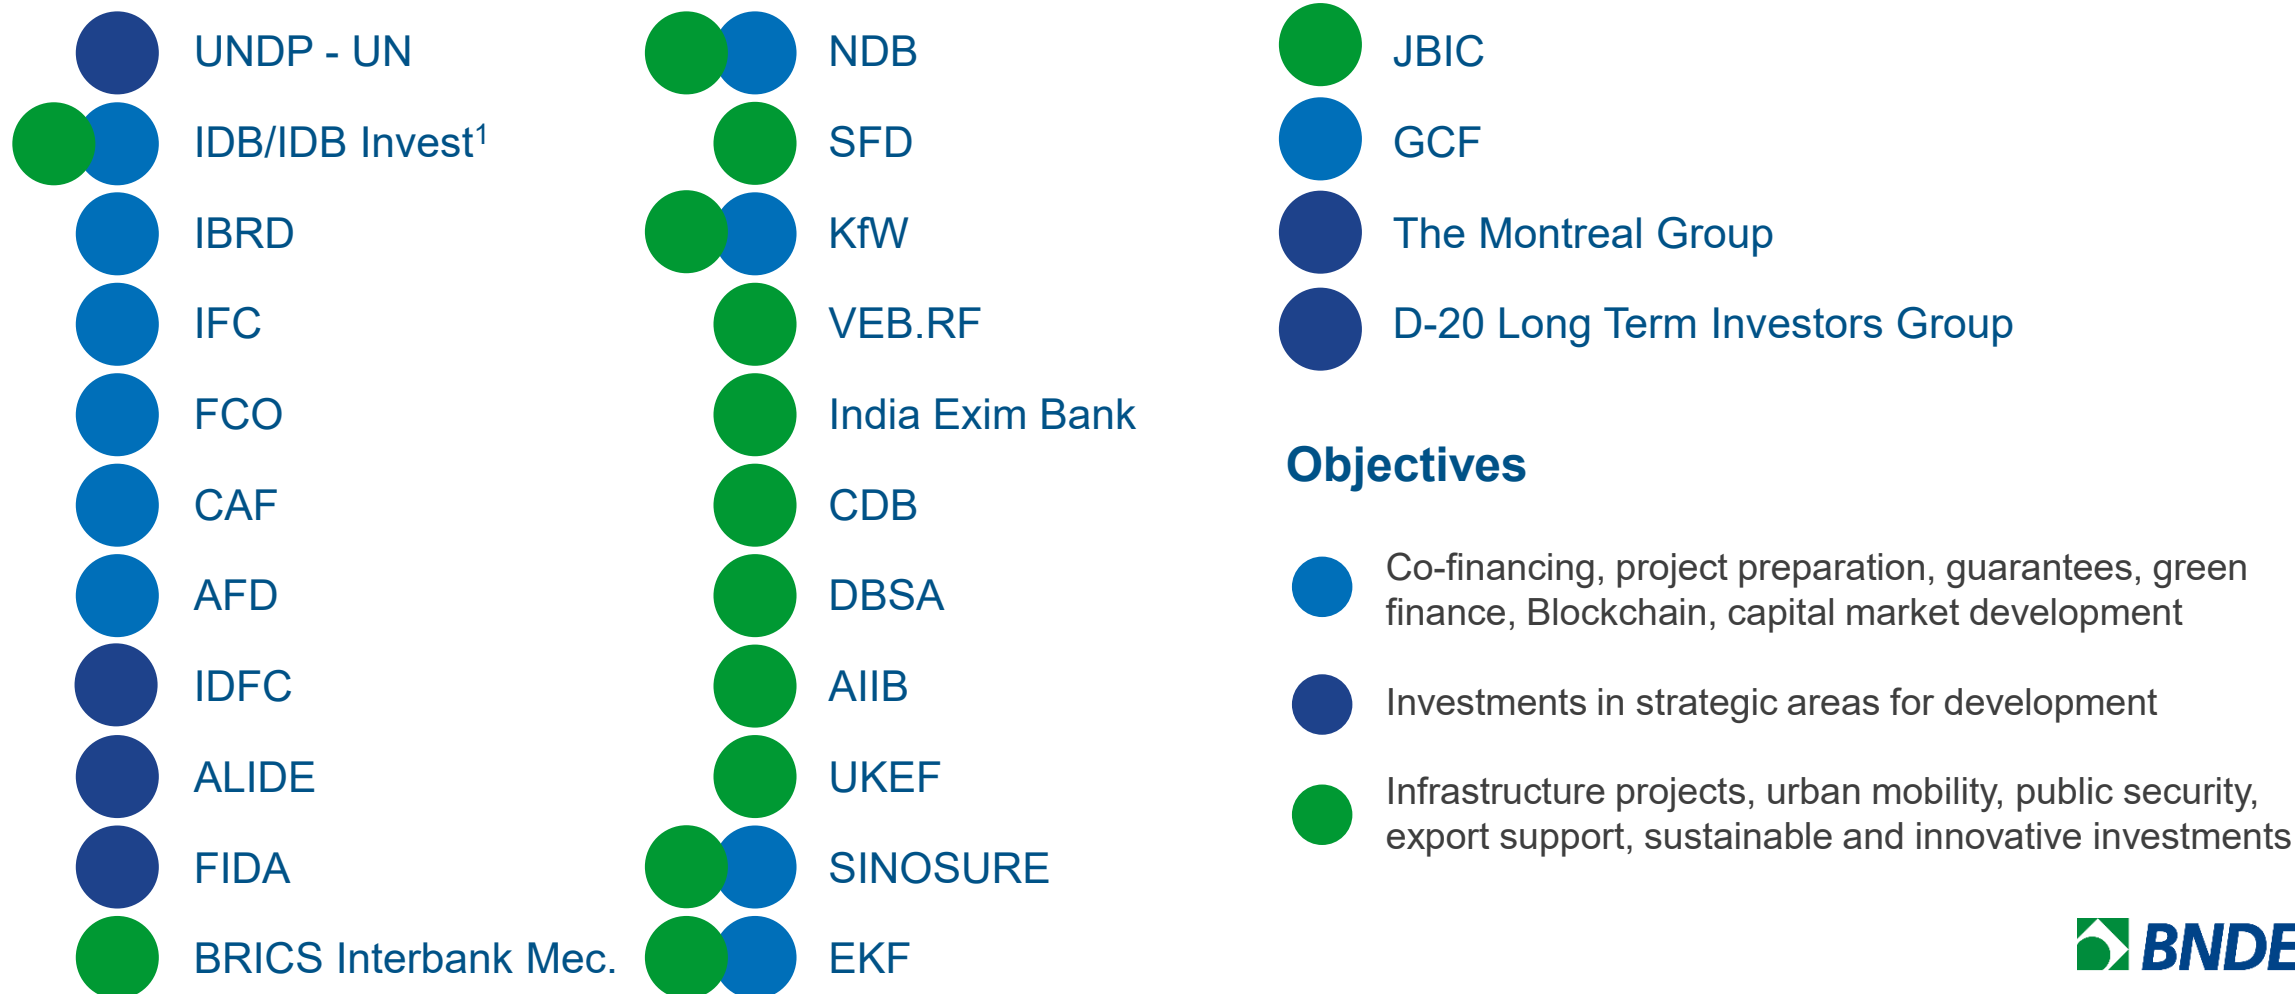 UNDP - UN
IDB/IDB Invest¹
IBRD
IFC
FCO
CAF
AFD
IDFC
ALIDE
FIDA
BRICS Interbank Mec.
NDB
SFD
KfW
VEB.RF
India Exim Bank
CDB
DBSA
AIIB
UKEF
SINOSURE
EKF
JBIC
GCF
The Montreal Group
D-20 Long Term Investors Group
Objectives
Co-financing, project preparation, guarantees, green
finance, Blockchain, capital market development
Investments in strategic areas for development
Infrastructure projects, urban mobility, public security,
export support, sustainable and innovative investments
BNDE